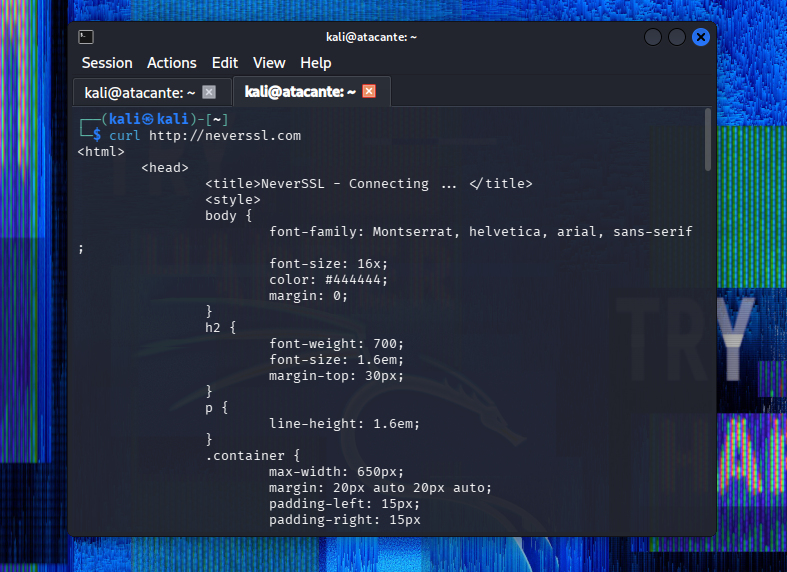 kali@atacante: ~
Session Actions Edit View Help
kali@atacante: ~
kali@atacante: ~
┌──(kali㉿kali)-[~]
└─$ curl http://neverssl.com
<html>
<head>
<title>NeverSSL - Connecting ... </title>
<style>
body {
font-family: Montserrat, helvetica, arial, sans-serif
;
font-size: 16x;
color: #444444;
margin: 0;
}
h2 {
font-weight: 700;
font-size: 1.6em;
margin-top: 30px;
}
p {
line-height: 1.6em;
}
.container {
max-width: 650px;
margin: 20px auto 20px auto;
padding-left: 15px;
padding-right: 15px
TRY